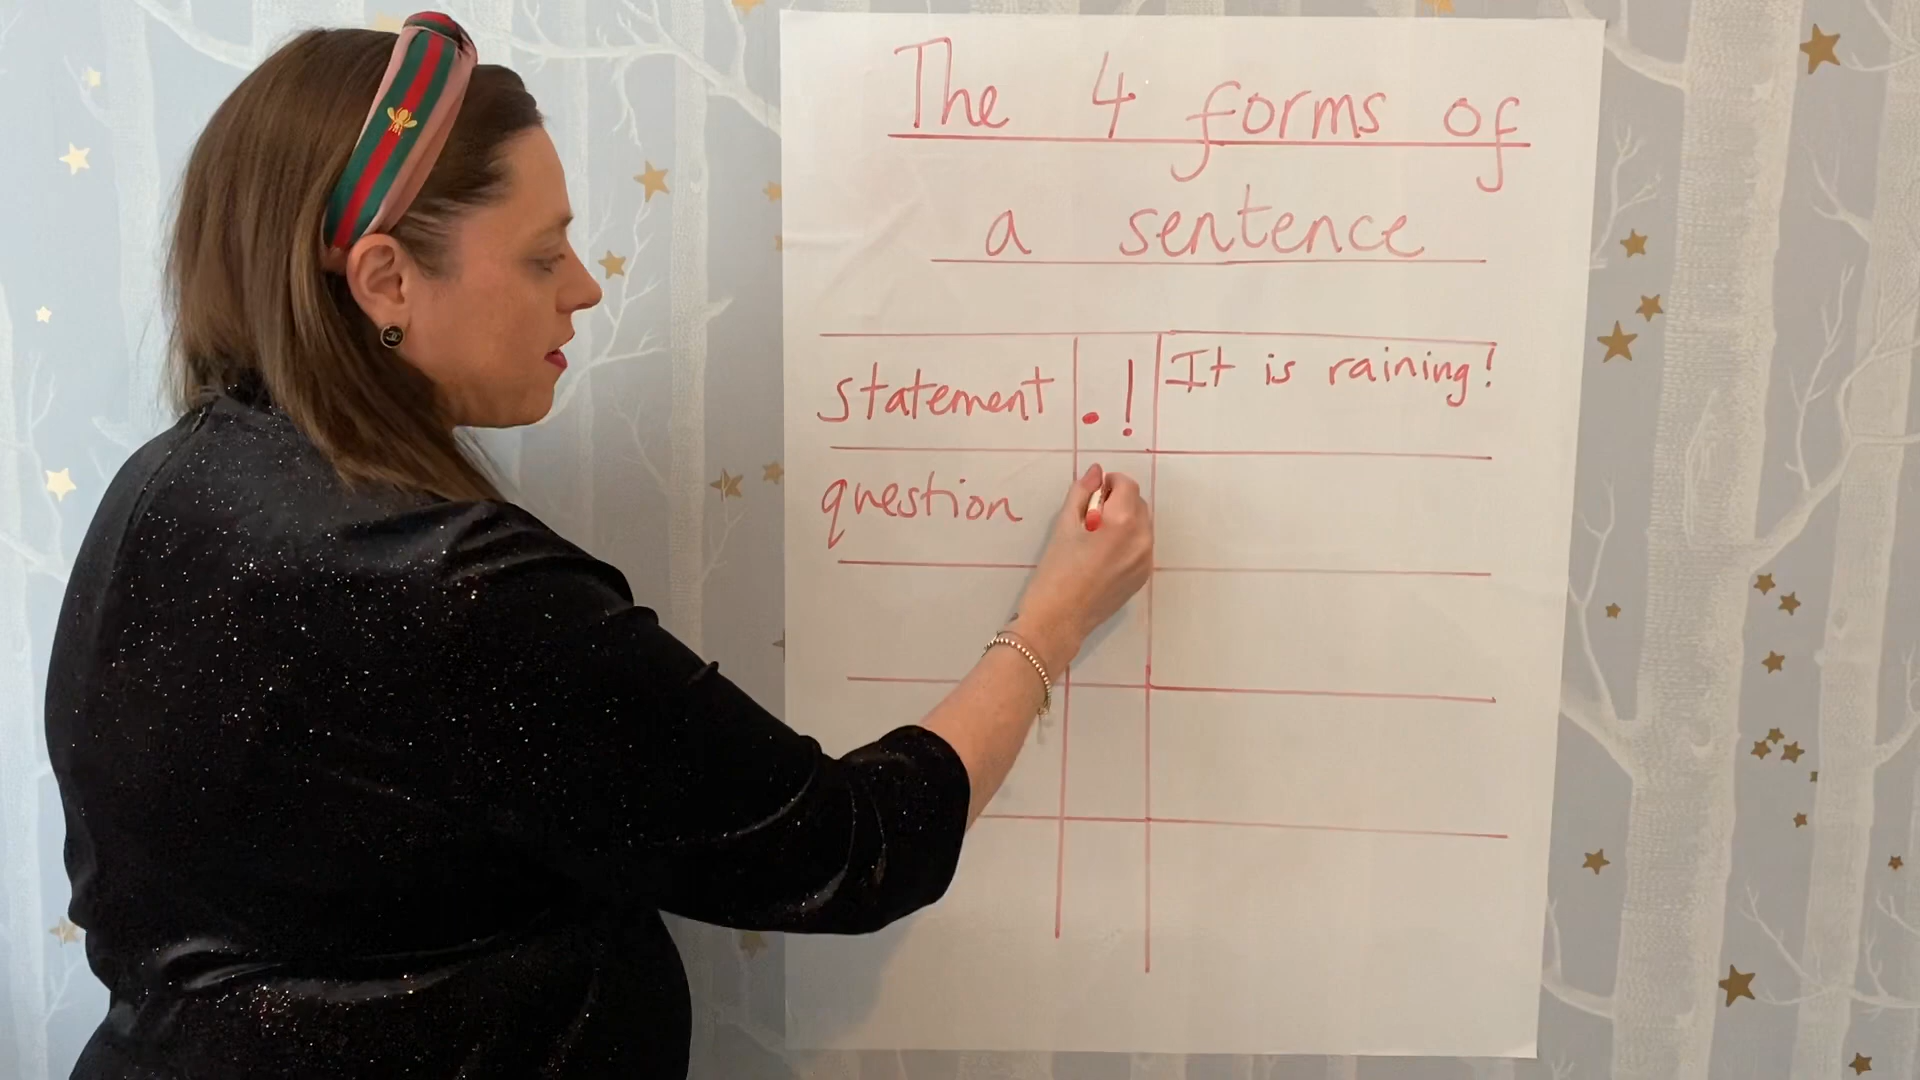 The 4 forms of
a sentence
statement . ! It is raining!
question